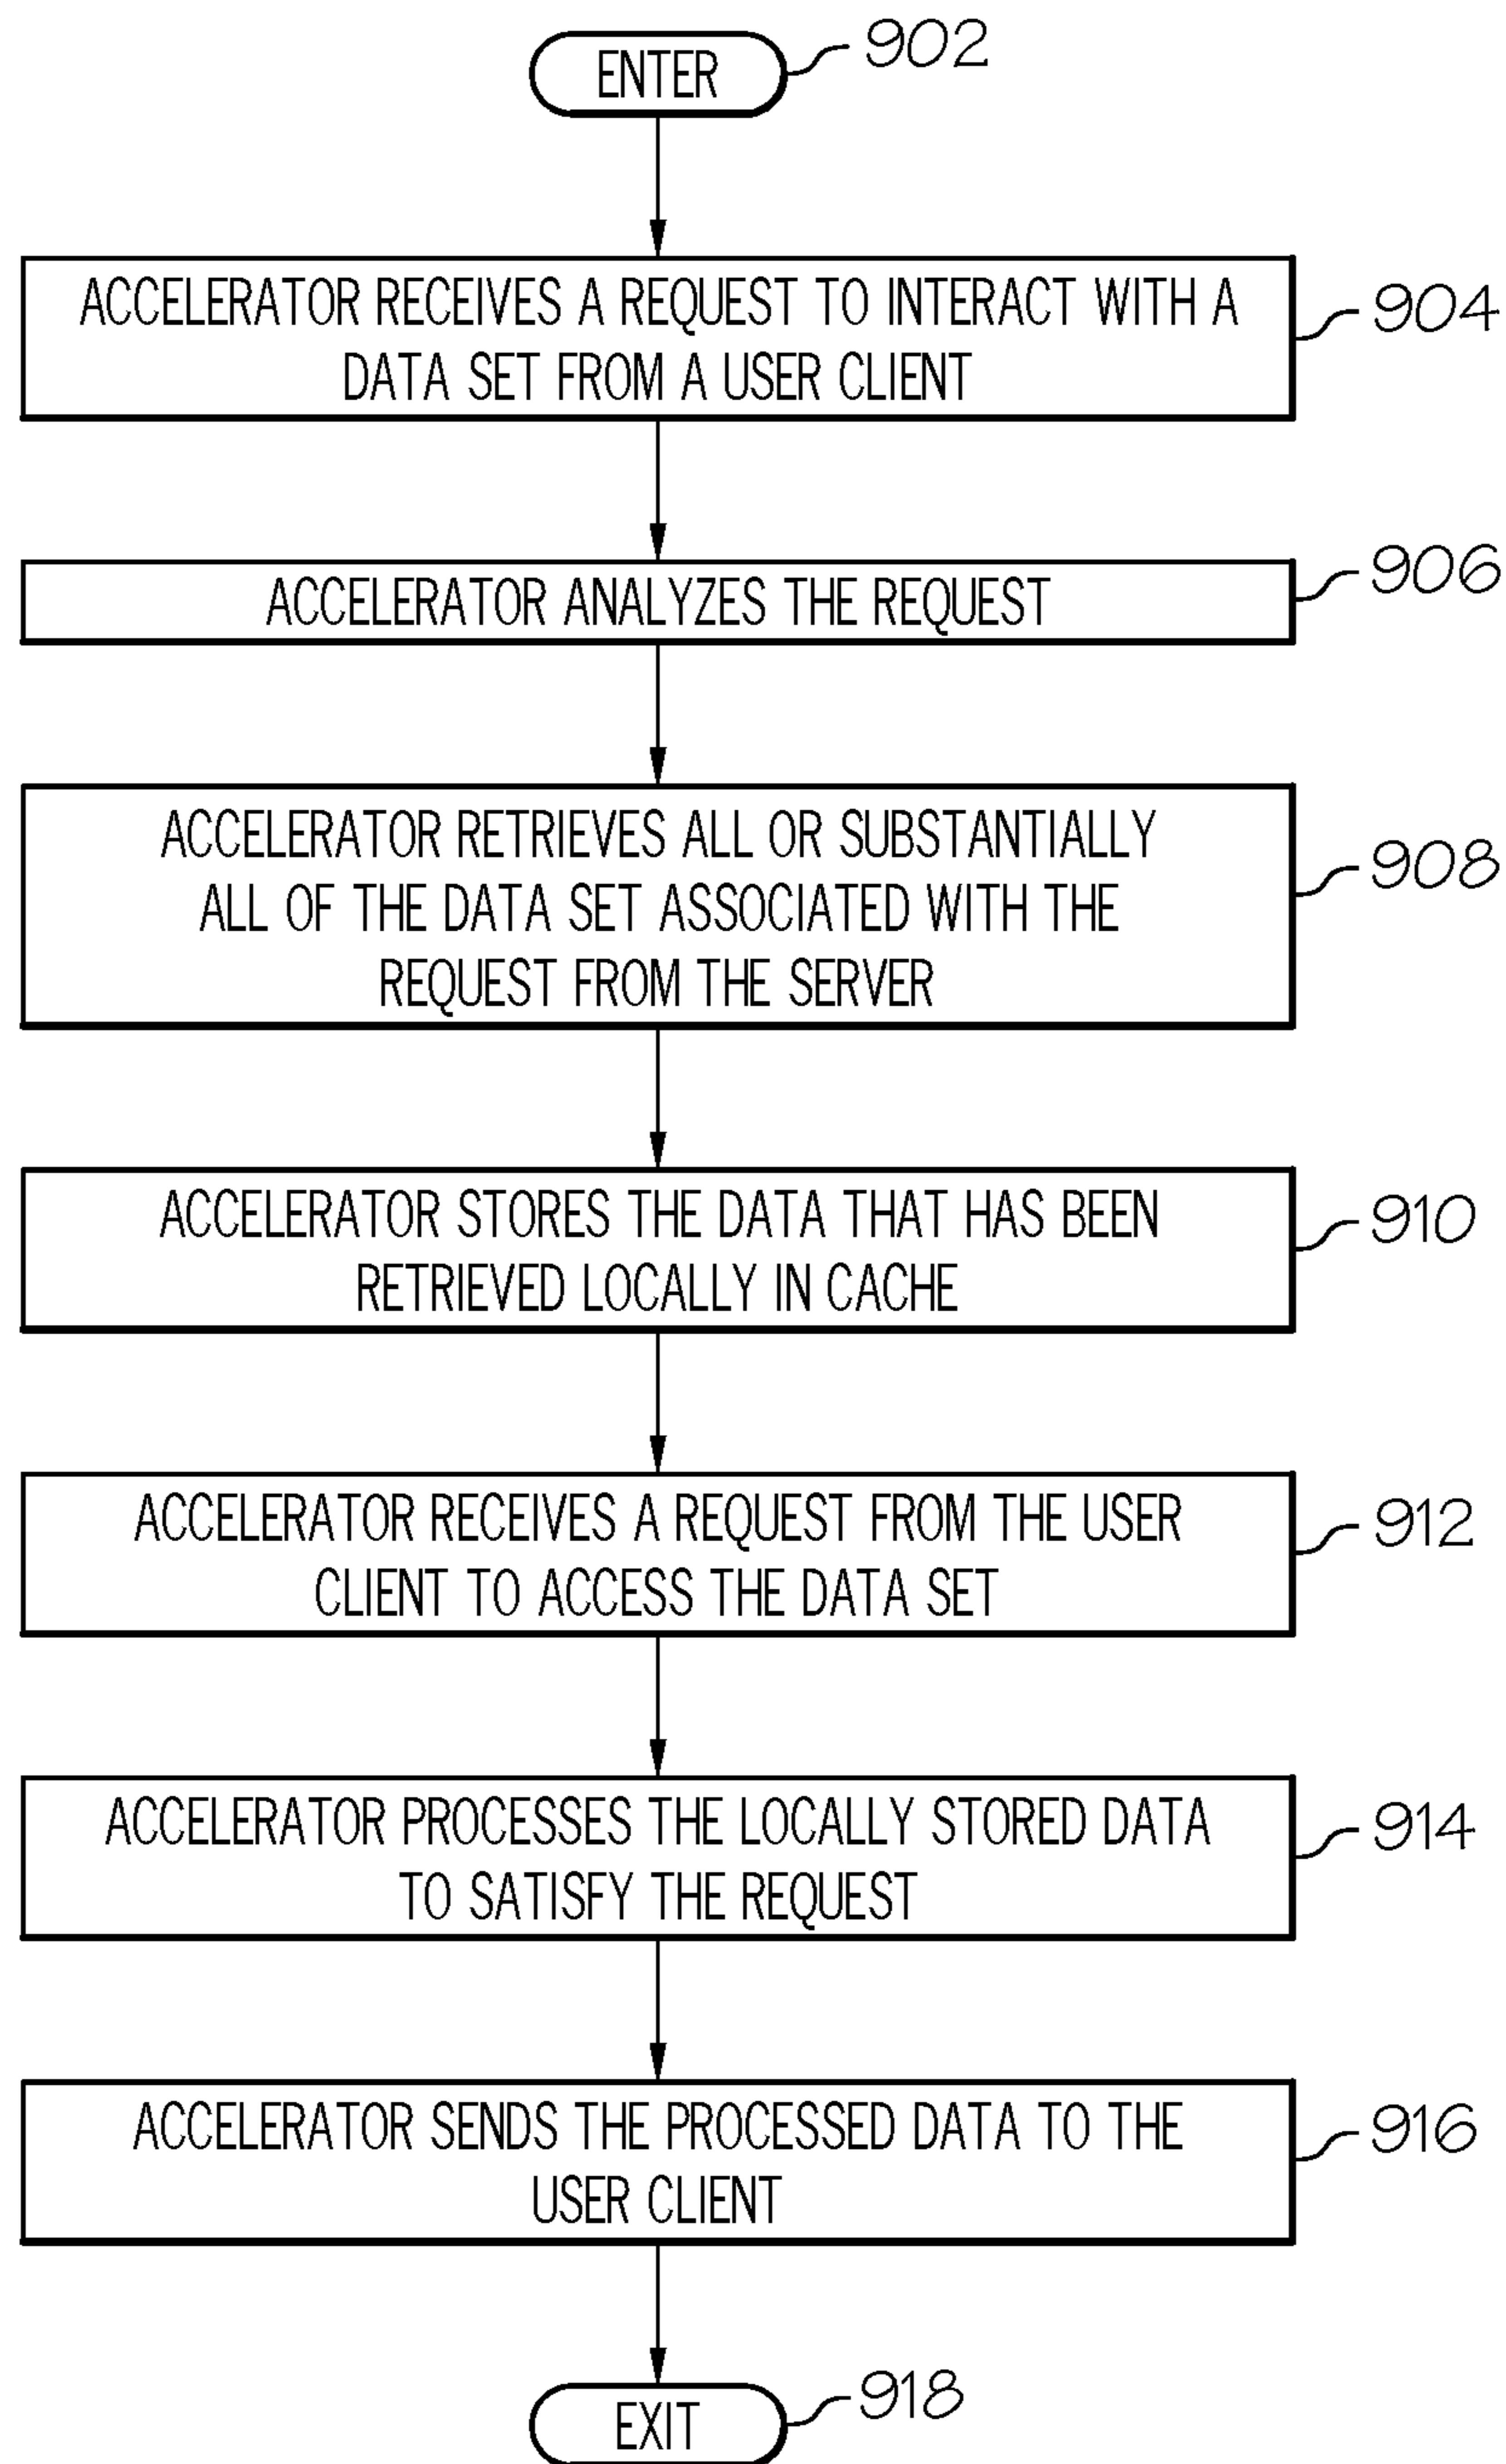 ENTER
902
ACCELERATOR RECEIVES A REQUEST TO INTERACT WITH A
DATA SET FROM A USER CLIENT
904
ACCELERATOR ANALYZES THE REQUEST
906
ACCELERATOR RETRIEVES ALL OR SUBSTANTIALLY
ALL OF THE DATA SET ASSOCIATED WITH THE
REQUEST FROM THE SERVER
908
ACCELERATOR STORES THE DATA THAT HAS BEEN
RETRIEVED LOCALLY IN CACHE
910
ACCELERATOR RECEIVES A REQUEST FROM THE USER
CLIENT TO ACCESS THE DATA SET
912
ACCELERATOR PROCESSES THE LOCALLY STORED DATA
TO SATISFY THE REQUEST
914
ACCELERATOR SENDS THE PROCESSED DATA TO THE
USER CLIENT
916
EXIT
918